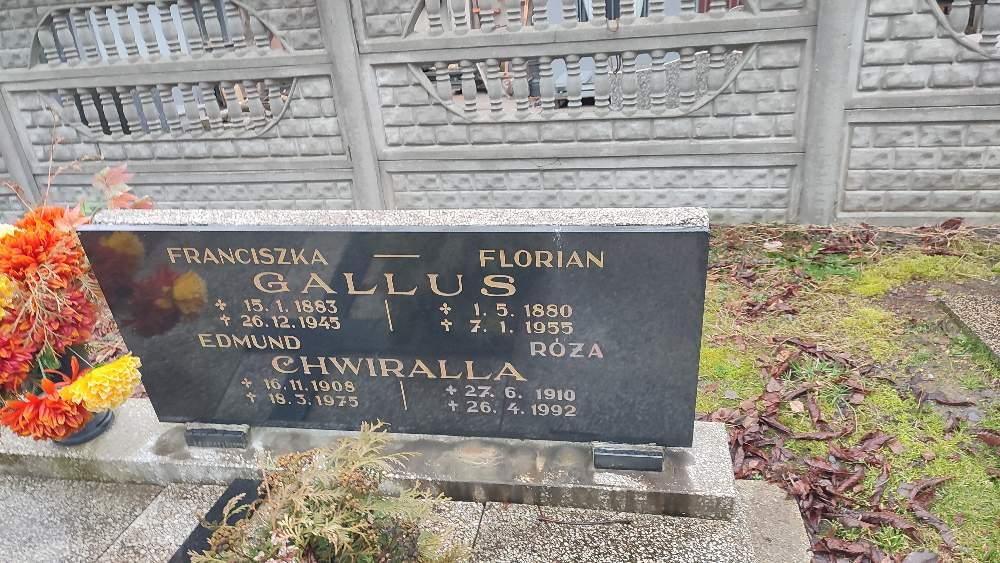 FRANCISZKA — FLORIAN
GALLUS
* 15. 1. 1883 | * 1. 5. 1880
✝ 26. 12. 1945 ✝ 7. 1. 1955
EDMUND RÓZA
CHWIRALLA
* 16. 11. 1908 | * 27. 6. 1910
✝ 18. 3. 1975 ✝ 26. 4. 1992